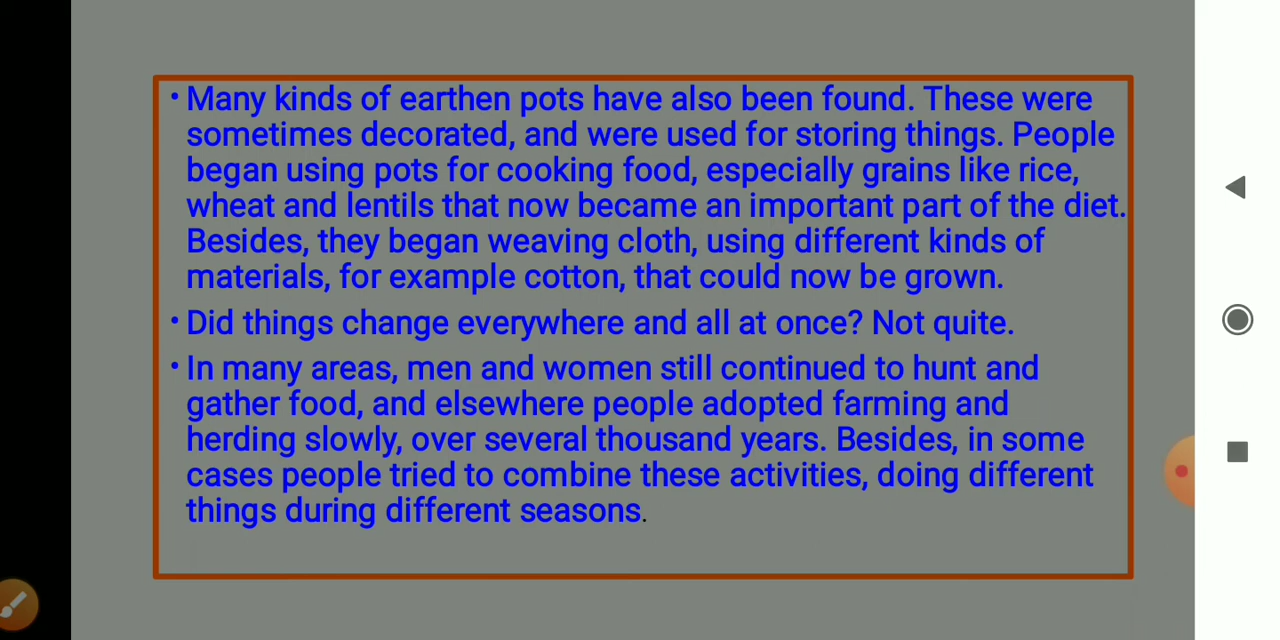 • Many kinds of earthen pots have also been found. These were
sometimes decorated, and were used for storing things. People
began using pots for cooking food, especially grains like rice,
wheat and lentils that now became an important part of the diet.
Besides, they began weaving cloth, using different kinds of
materials, for example cotton, that could now be grown.
• Did things change everywhere and all at once? Not quite.
• In many areas, men and women still continued to hunt and
gather food, and elsewhere people adopted farming and
herding slowly, over several thousand years. Besides, in some
cases people tried to combine these activities, doing different
things during different seasons.